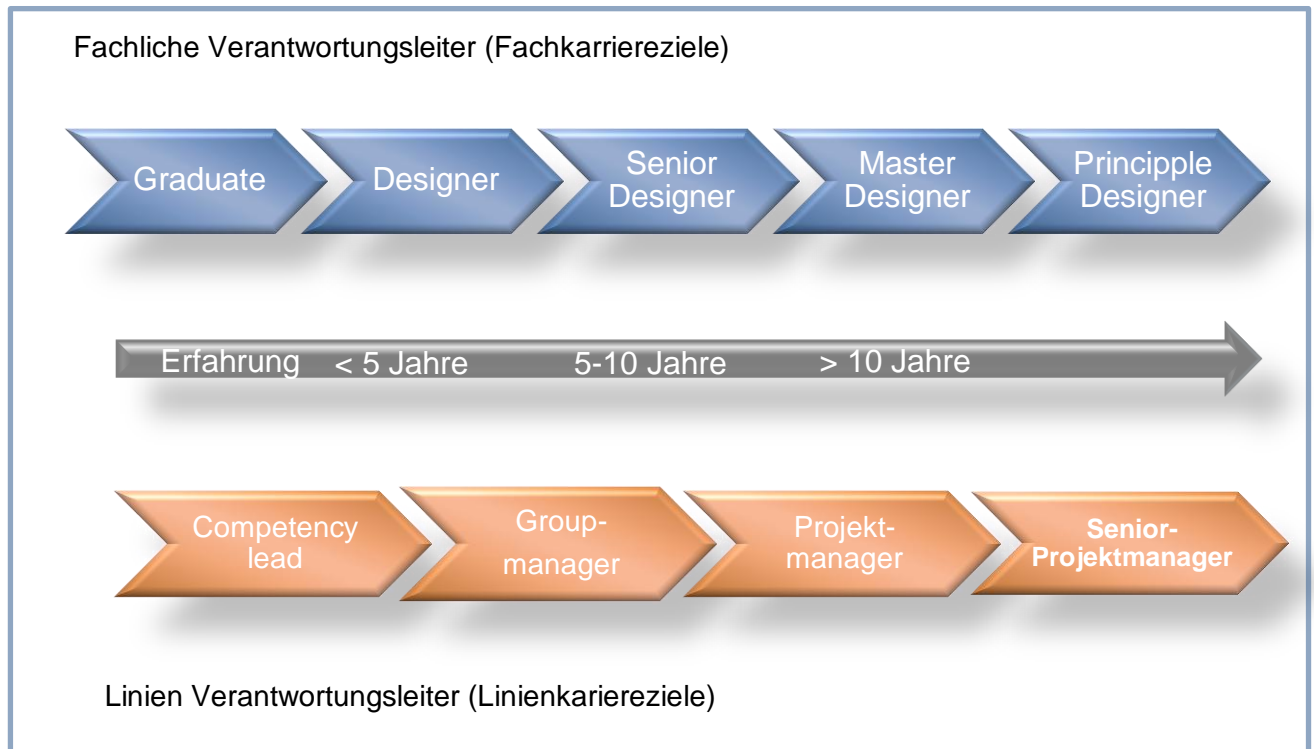 Fachliche Verantwortungsleiter (Fachkarriereziele)
Graduate
Designer
Senior
Designer
Master
Designer
Principple
Designer
Erfahrung < 5 Jahre 5-10 Jahre > 10 Jahre
Competency
lead
Group-
manager
Projekt-
manager
Senior-
Projektmanager
Linien Verantwortungsleiter (Linienkariereziele)